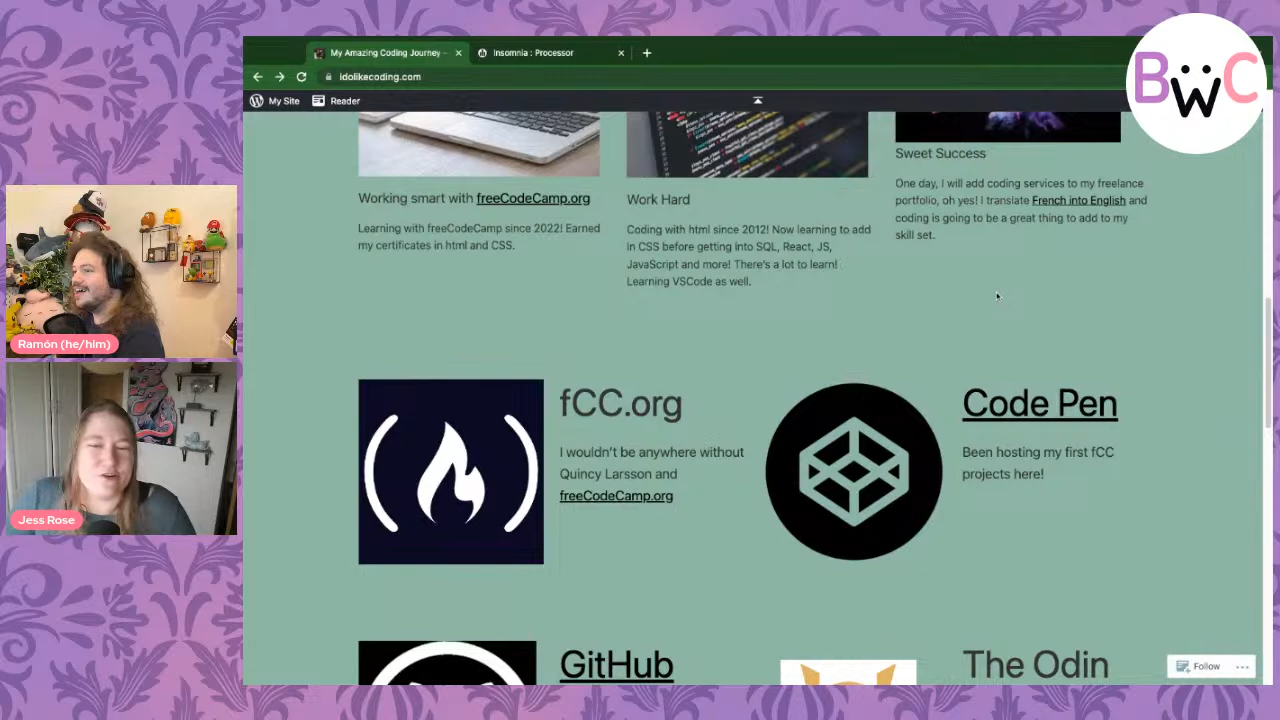 My Amazing Coding Journey -
Insomnia : Processor
idolikecoding.com
My Site
Reader
BWC
Working smart with freeCodeCamp.org
Learning with freeCodeCamp since 2022! Earned
my certificates in html and CSS.
Work Hard
Coding with html since 2012! Now learning to add
in CSS before getting into SQL, React, JS,
JavaScript and more! There's a lot to learn!
Learning VSCode as well.
Sweet Success
One day, I will add coding services to my freelance
portfolio, oh yes! I translate French into English and
coding is going to be a great thing to add to my
skill set.
Ramón (he/him)
Jess Rose
fCC.org
I wouldn't be anywhere without
Quincy Larsson and
freeCodeCamp.org
Code Pen
Been hosting my first fCC
projects here!
GitHub
The Odin
Follow